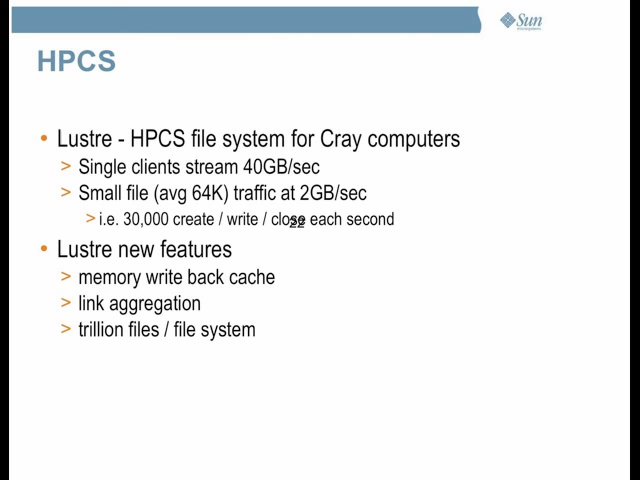 Sun
HPCS
• Lustre - HPCS file system for Cray computers
> Single clients stream 40GB/sec
> Small file (avg 64K) traffic at 2GB/sec
> i.e. 30,000 create / write / close each second
22
• Lustre new features
> memory write back cache
> link aggregation
> trillion files / file system